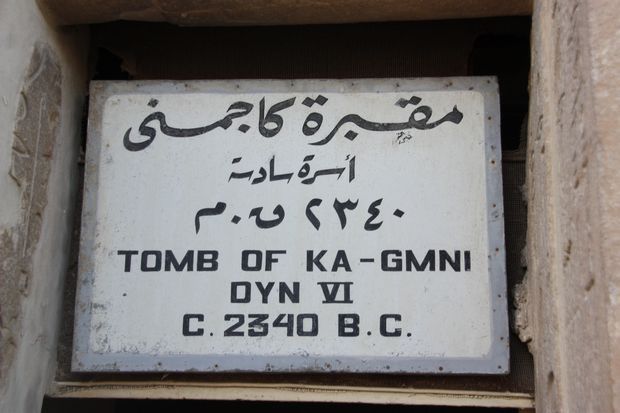 مقبرة كاجمنى
أسرة سادسة
٢٣٤٠ ق.م
TOMB OF KA-GMNI
DYN VI
C. 2340 B.C.